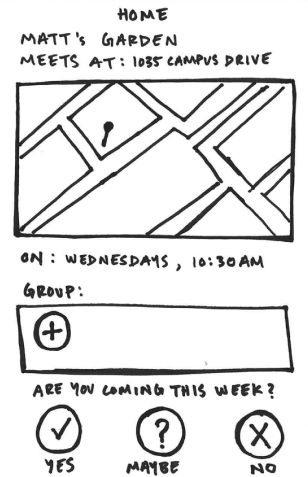 HOME
MATT'S GARDEN
MEETS AT: 1035 CAMPUS DRIVE
ON: WEDNESDAYS, 10:30AM
GROUP:
+
ARE YOU COMING THIS WEEK?
✓ ? X
YES MAYBE NO